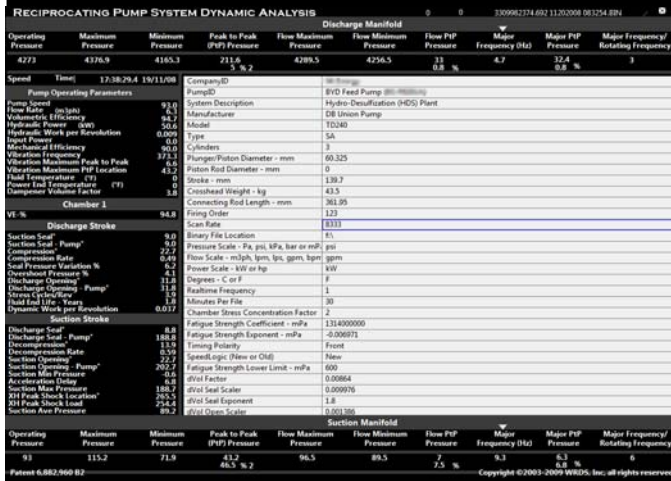 RECIPROCATING PUMP SYSTEM DYNAMIC ANALYSIS 0 0 3309982374.692 11202008 083254.BIN
Discharge Manifold
Operating Pressure Maximum Pressure Minimum Pressure Peak to Peak (PtP) Pressure Flow Maximum Pressure Flow Minimum Pressure Flow PtP Pressure Major Frequency (Hz) Major PtP Pressure Major Frequency/ Rotating Frequency
4273 4376.9 4165.3 211.6 4289.5 4256.5 33 4.7 32.4 3
5 % 2 0.8 % 0.8 %
Speed Time 17:38:29.4 19/11/08
Pump Operating Parameters
Pump Speed 93.0
Flow Rate (m3ph) 6.3
Volumetric Efficiency 94.7
Hydraulic Power (kW) 50.6
Hydraulic Work per Revolution 0.009
Input Power 0.0
Mechanical Efficiency 90.0
Vibration Frequency 373.3
Vibration Maximum Peak to Peak 6.6
Vibration Maximum PtP Location 43.2
Fluid Temperature (°F) 0
Power End Temperature (°F) 0
Dampener Volume Factor 3.8
Chamber 1
VE-% 94.8
Discharge Stroke
Suction Seal° 9.0
Suction Seal - Pump° 9.0
Compression° 22.7
Compression Rate 0.49
Seal Pressure Variation % 6.2
Overshoot Pressure % 4.1
Discharge Opening° 31.8
Discharge Opening - Pump° 31.8
Stress Cycles/Rev 3.9
Fluid End Life - Years 1.8
Dynamic Work per Revolution 0.037
Suction Stroke
Discharge Seal° 8.8
Discharge Seal - Pump° 188.8
Decompression° 13.9
Decompression Rate 0.59
Suction Opening° 22.7
Suction Opening - Pump° 202.7
Suction Min Pressure -0.6
Acceleration Delay 6.8
Suction Max Pressure 188.7
XH Peak Shock Location° 265.5
XH Peak Shock Load 254.4
Suction Ave Pressure 89.2
CompanyID
PumpID BYD Feed Pump
System Description Hydro-Desulfization (HDS) Plant
Manufacturer DB Union Pump
Model TD240
Type SA
Cylinders 3
Plunger/Piston Diameter - mm 60.325
Piston Rod Diameter - mm 0
Stroke - mm 139.7
Crosshead Weight - kg 43.5
Connecting Rod Length - mm 361.95
Firing Order 123
Scan Rate 8333
Binary File Location f:\
Pressure Scale - Pa, psi, kPa, bar or mPa psi
Flow Scale - m3ph, lpm, lps, gpm, bpm gpm
Power Scale - kW or hp kW
Degrees - C or F F
Realtime Frequency 1
Minutes Per File 30
Chamber Stress Concentration Factor 2
Fatigue Strength Coefficient - mPa 1314000000
Fatigue Strength Exponent - mPa -0.006971
Timing Polarity Front
SpeedLogic (New or Old) New
Fatigue Strength Lower Limit - mPa 600
dVol Factor 0.00864
dVol Seal Scaler 0.009976
dVol Seal Exponent 1.8
dVol Open Scaler 0.001386
Suction Manifold
Operating Pressure Maximum Pressure Minimum Pressure Peak to Peak (PtP) Pressure Flow Maximum Pressure Flow Minimum Pressure Flow PtP Pressure Major Frequency (Hz) Major PtP Pressure Major Frequency/ Rotating Frequency
93 115.2 71.9 43.2 96.5 89.5 7 9.3 6.3 6
46.5 % 2 7.5 % 6.8 %
Patent 6,882,960 B2 Copyright ©2003-2009 WRDS, Inc, all rights reserved